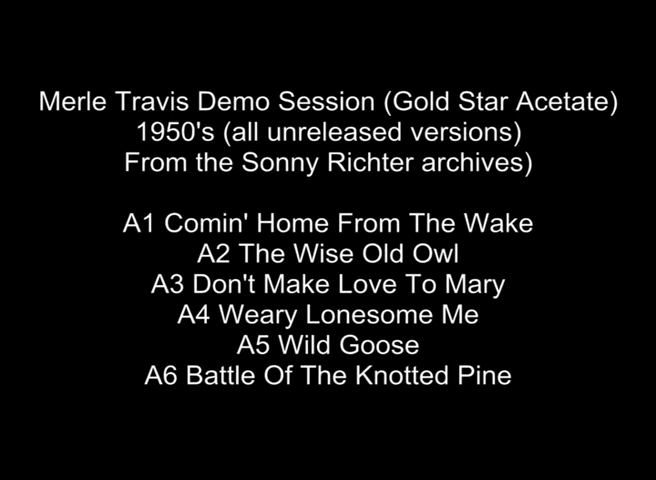 Merle Travis Demo Session (Gold Star Acetate)
1950's (all unreleased versions)
From the Sonny Richter archives)
A1 Comin' Home From The Wake
A2 The Wise Old Owl
A3 Don't Make Love To Mary
A4 Weary Lonesome Me
A5 Wild Goose
A6 Battle Of The Knotted Pine